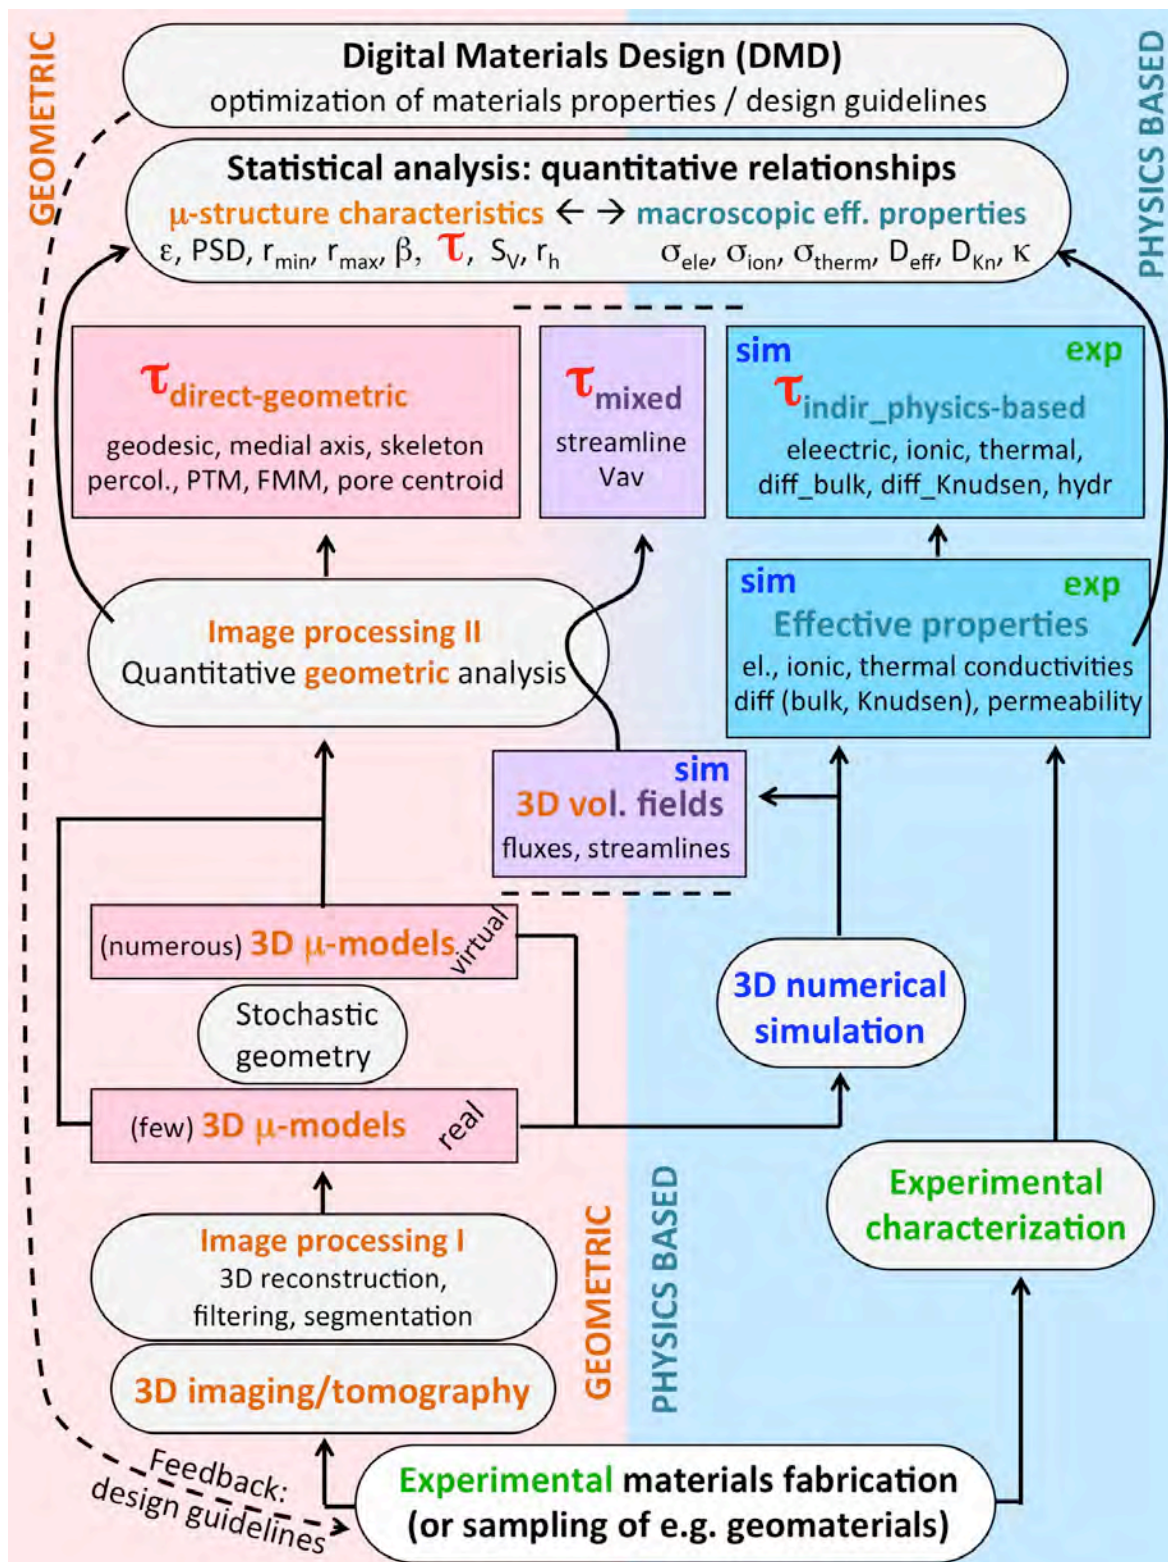 GEOMETRIC
PHYSICS BASED
Digital Materials Design (DMD)
optimization of materials properties / design guidelines
Statistical analysis: quantitative relationships
μ-structure characteristics ← → macroscopic eff. properties
ε, PSD, rmin, rmax, β, τ, SV, rh
σele, σion, σtherm, Deff, DKn, κ
τdirect-geometric
geodesic, medial axis, skeleton
percol., PTM, FMM, pore centroid
τmixed
streamline
Vav
sim
exp
τindir_physics-based
eleectric, ionic, thermal,
diff_bulk, diff_Knudsen, hydr
Image processing II
Quantitative geometric analysis
sim
exp
Effective properties
el., ionic, thermal conductivities
diff (bulk, Knudsen), permeability
sim
3D vol. fields
fluxes, streamlines
(numerous) 3D μ-models virtual
Stochastic
geometry
(few) 3D μ-models real
3D numerical
simulation
Experimental
characterization
Image processing I
3D reconstruction,
filtering, segmentation
3D imaging/tomography
GEOMETRIC
PHYSICS BASED
Feedback:
design guidelines
Experimental materials fabrication
(or sampling of e.g. geomaterials)